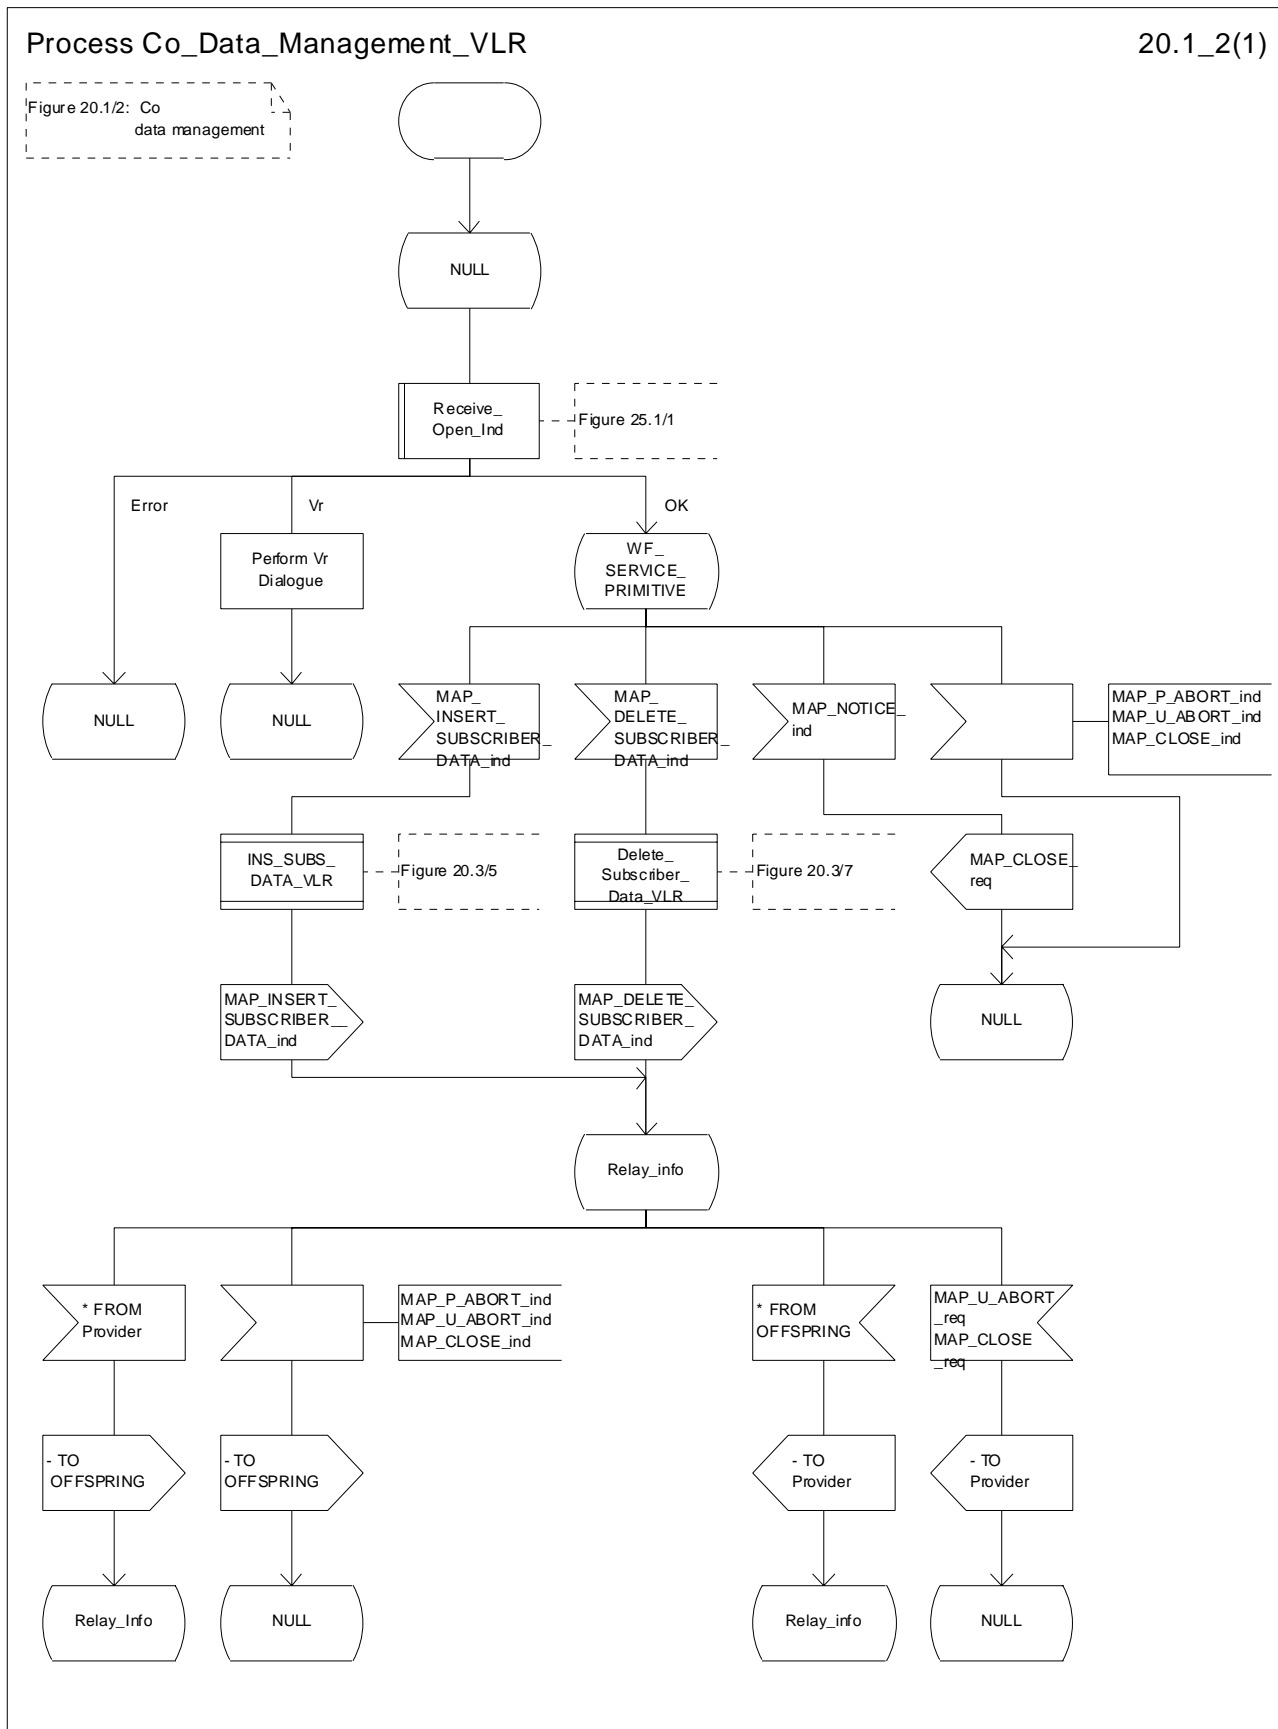 Process Co_Data_Management_VLR
20.1_2(1)
Figure 20.1/2: Co
data management
NULL
Receive_
Open_Ind
Figure 25.1/1
Error
Vr
OK
Perform Vr
Dialogue
WF_
SERVICE_
PRIMITIVE
NULL
NULL
MAP_
INSERT_
SUBSCRIBER_
DATA_ind
MAP_
DELETE_
SUBSCRIBER_
DATA_ind
MAP_NOTICE_
ind
MAP_P_ABORT_ind
MAP_U_ABORT_ind
MAP_CLOSE_ind
INS_SUBS_
DATA_VLR
Figure 20.3/5
Delete_
Subscriber_
Data_VLR
Figure 20.3/7
MAP_CLOSE_
req
MAP_INSERT_
SUBSCRIBER__
DATA_ind
MAP_DELETE_
SUBSCRIBER_
DATA_ind
NULL
Relay_info
* FROM
Provider
MAP_P_ABORT_ind
MAP_U_ABORT_ind
MAP_CLOSE_ind
* FROM
OFFSPRING
MAP_U_ABORT
_req
MAP_CLOSE
_req
- TO
OFFSPRING
- TO
OFFSPRING
- TO
Provider
- TO
Provider
Relay_Info
NULL
Relay_info
NULL